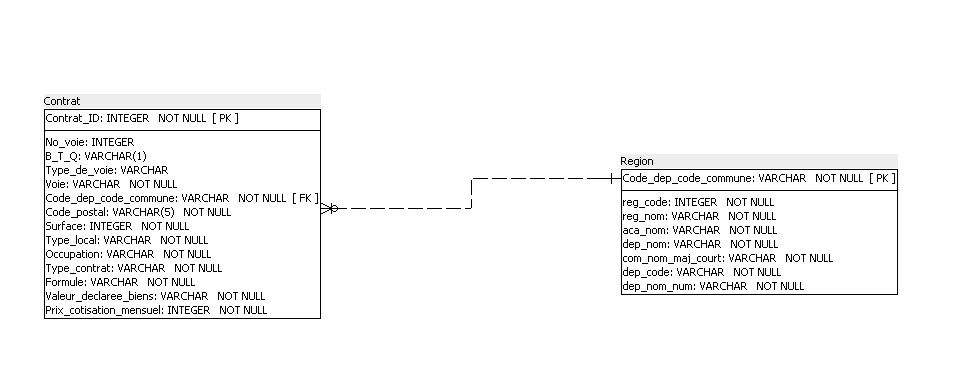 Contrat
Contrat_ID: INTEGER NOT NULL [ PK ]
No_voie: INTEGER
B_T_Q: VARCHAR(1)
Type_de_voie: VARCHAR
Voie: VARCHAR NOT NULL
Code_dep_code_commune: VARCHAR NOT NULL [ FK ]
Code_postal: VARCHAR(5) NOT NULL
Surface: INTEGER NOT NULL
Type_local: VARCHAR NOT NULL
Occupation: VARCHAR NOT NULL
Type_contrat: VARCHAR NOT NULL
Formule: VARCHAR NOT NULL
Valeur_declaree_biens: VARCHAR NOT NULL
Prix_cotisation_mensuel: INTEGER NOT NULL
Region
Code_dep_code_commune: VARCHAR NOT NULL [ PK ]
reg_code: INTEGER NOT NULL
reg_nom: VARCHAR NOT NULL
aca_nom: VARCHAR NOT NULL
dep_nom: VARCHAR NOT NULL
com_nom_maj_court: VARCHAR NOT NULL
dep_code: VARCHAR NOT NULL
dep_nom_num: VARCHAR NOT NULL